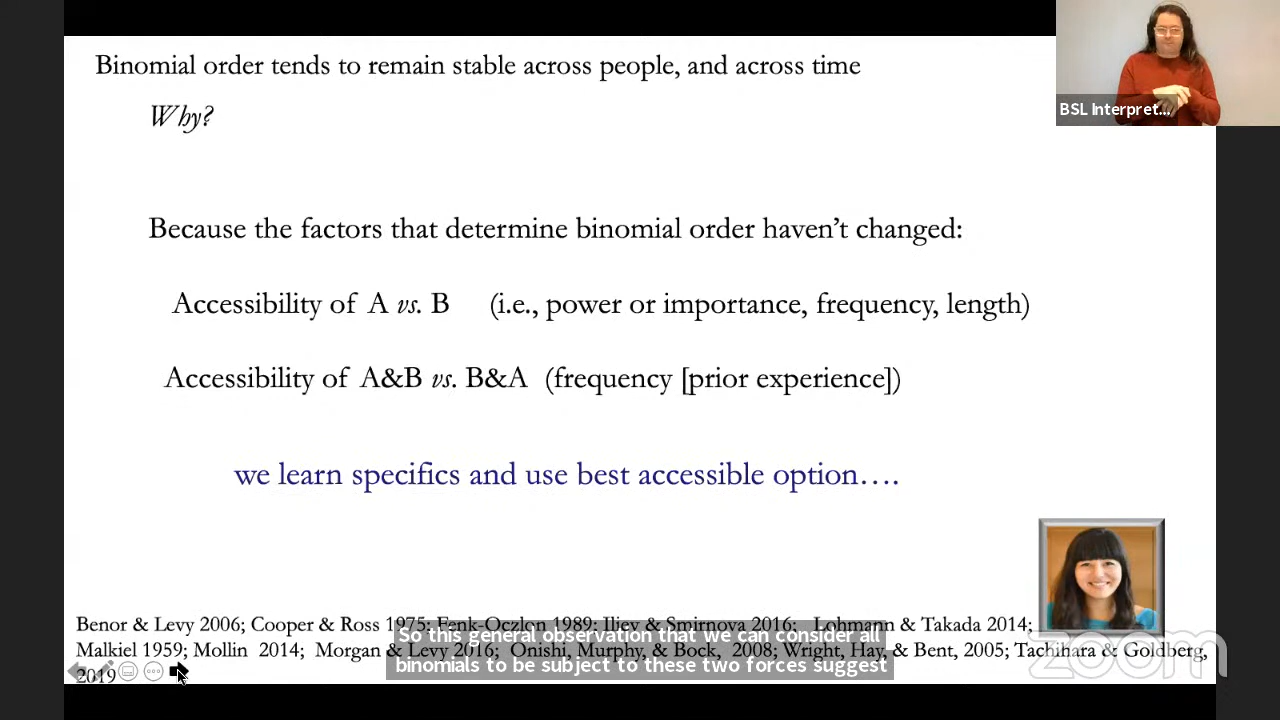 Binomial order tends to remain stable across people, and across time
BSL Interpret...
Why?
Because the factors that determine binomial order haven't changed:
Accessibility of A vs. B (i.e., power or importance, frequency, length)
Accessibility of A&B vs. B&A (frequency [prior experience])
we learn specifics and use best accessible option….
Benor & Levy 2006; Cooper & Ross 1975; Fenk-Oczlon 1989; Iliev & Smirnova 2016; Lohmann & Takada 2014;
Malkiel 1959; Mollin 2014; Morgan & Levy 2016; Onishi, Murphy, & Bock, 2008; Wright, Hay, & Bent, 2005; Tachihara & Goldberg,
2019
So this general observation that we can consider all
binomials to be subject to these two forces suggest
zoom